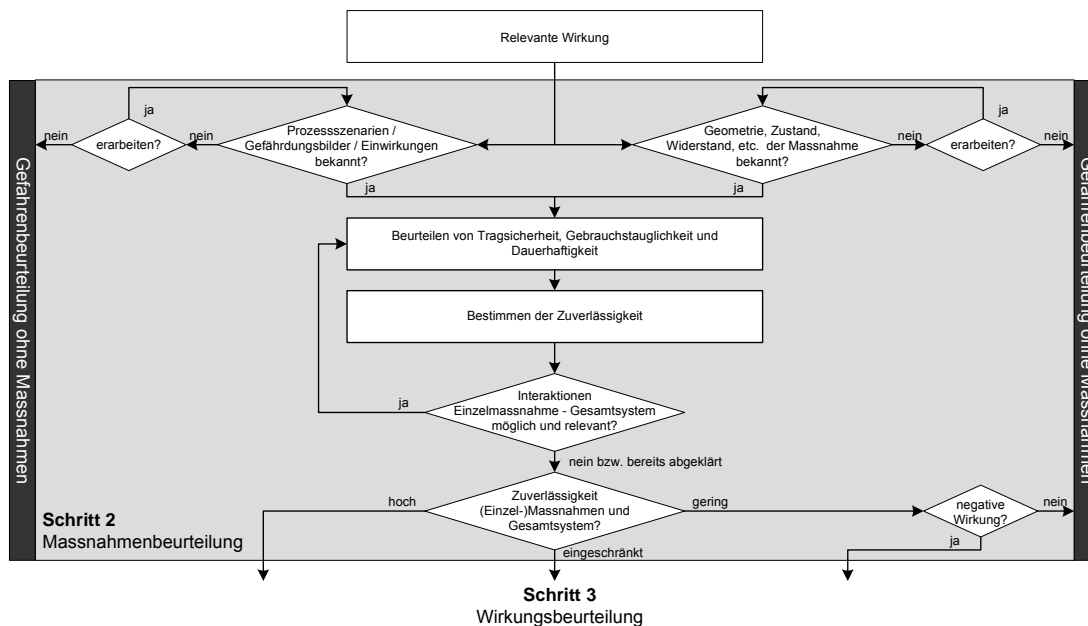 Relevante Wirkung
ja
ja
nein
erarbeiten?
nein
Prozessszenarien /
Gefährdungsbilder / Einwirkungen
bekannt?
Geometrie, Zustand,
Widerstand, etc. der Massnahme
bekannt?
nein
erarbeiten?
nein
ja
ja
Gefahrenbeurteilung ohne Massnahmen
Gefahrenbeurteilung ohne Massnahmen
Beurteilen von Tragsicherheit, Gebrauchstauglichkeit und
Dauerhaftigkeit
Bestimmen der Zuverlässigkeit
Interaktionen
Einzelmassnahme - Gesamtsystem
möglich und relevant?
ja
nein bzw. bereits abgeklärt
hoch
Zuverlässigkeit
(Einzel-)Massnahmen und
Gesamtsystem?
gering
negative
Wirkung?
nein
ja
eingeschränkt
Schritt 2
Massnahmenbeurteilung
Schritt 3
Wirkungsbeurteilung